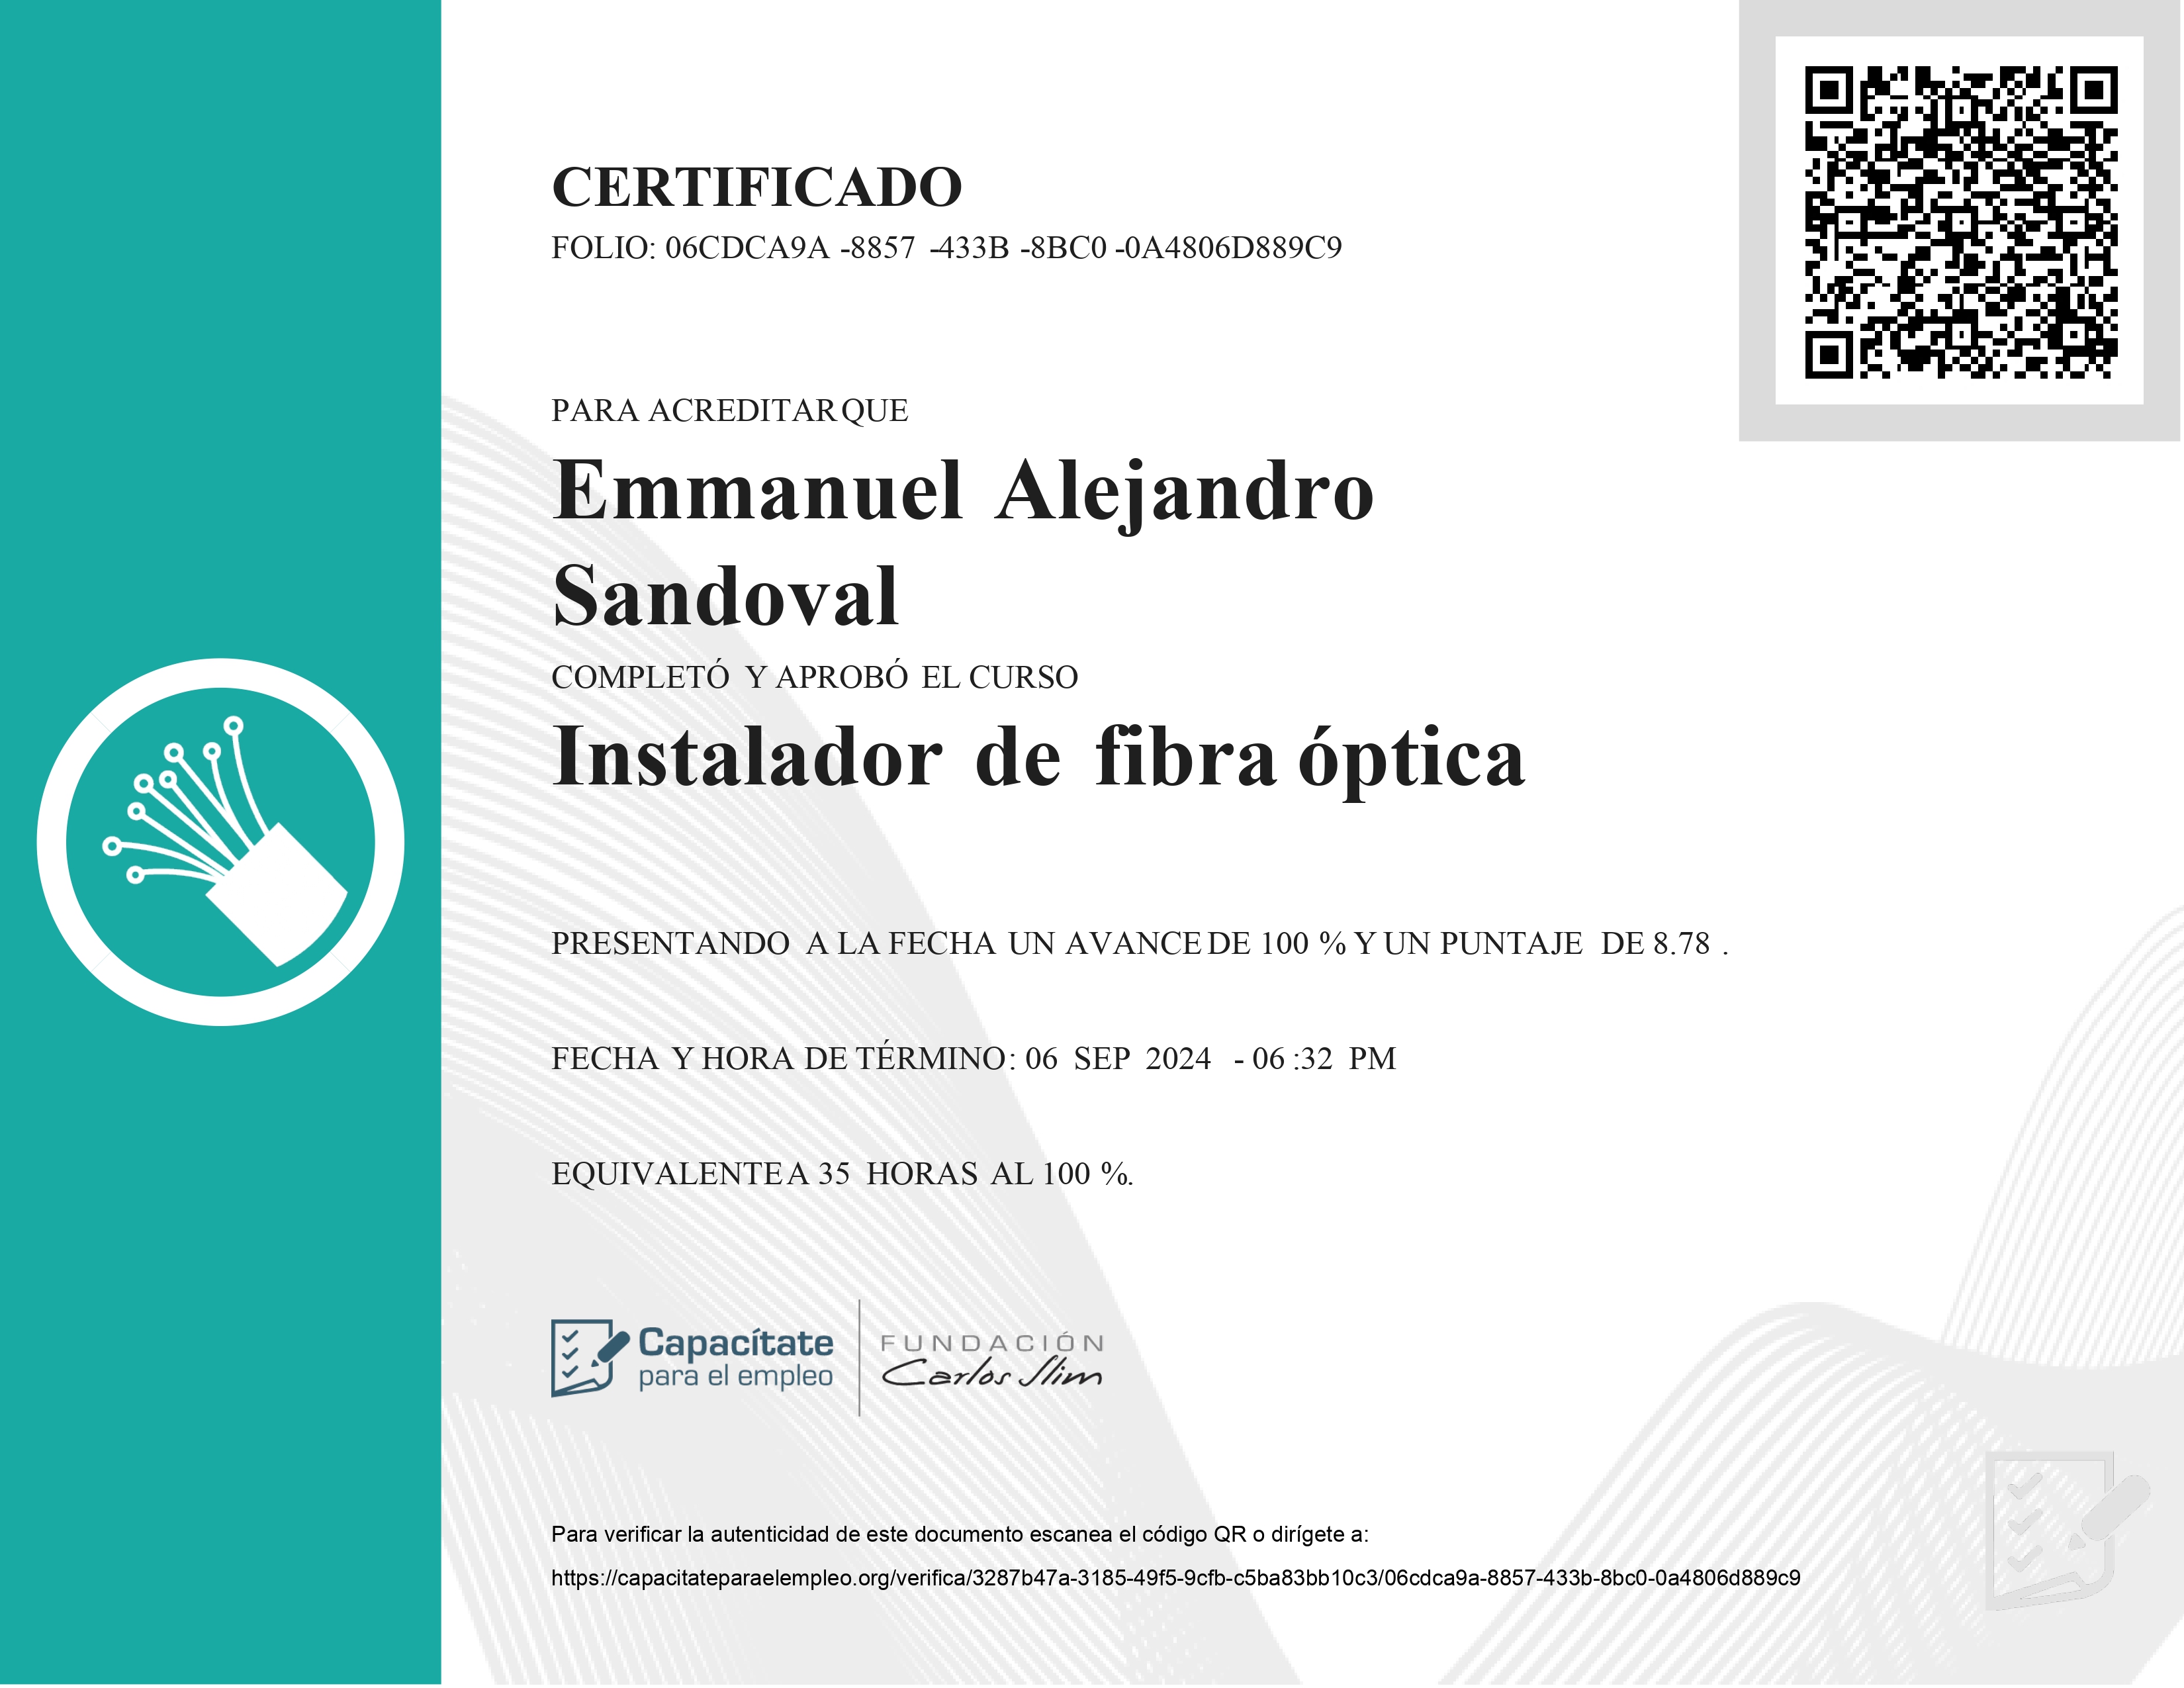 CERTIFICADO
FOLIO: 06CDCA9A -8857 -433B -8BC0 -0A4806D889C9
PARA ACREDITAR QUE
Emmanuel Alejandro
Sandoval
COMPLETÓ Y APROBÓ EL CURSO
Instalador de fibra óptica
PRESENTANDO A LA FECHA UN AVANCE DE 100 % Y UN PUNTAJE DE 8.78 .
FECHA Y HORA DE TÉRMINO: 06 SEP 2024 - 06 :32 PM
EQUIVALENTE A 35 HORAS AL 100 %.
Capacítate
para el empleo
FUNDACIÓN
Carlos Slim
Para verificar la autenticidad de este documento escanea el código QR o dirígete a:
https://capacitateparaelempleo.org/verifica/3287b47a-3185-49f5-9cfb-c5ba83bb10c3/06cdca9a-8857-433b-8bc0-0a4806d889c9